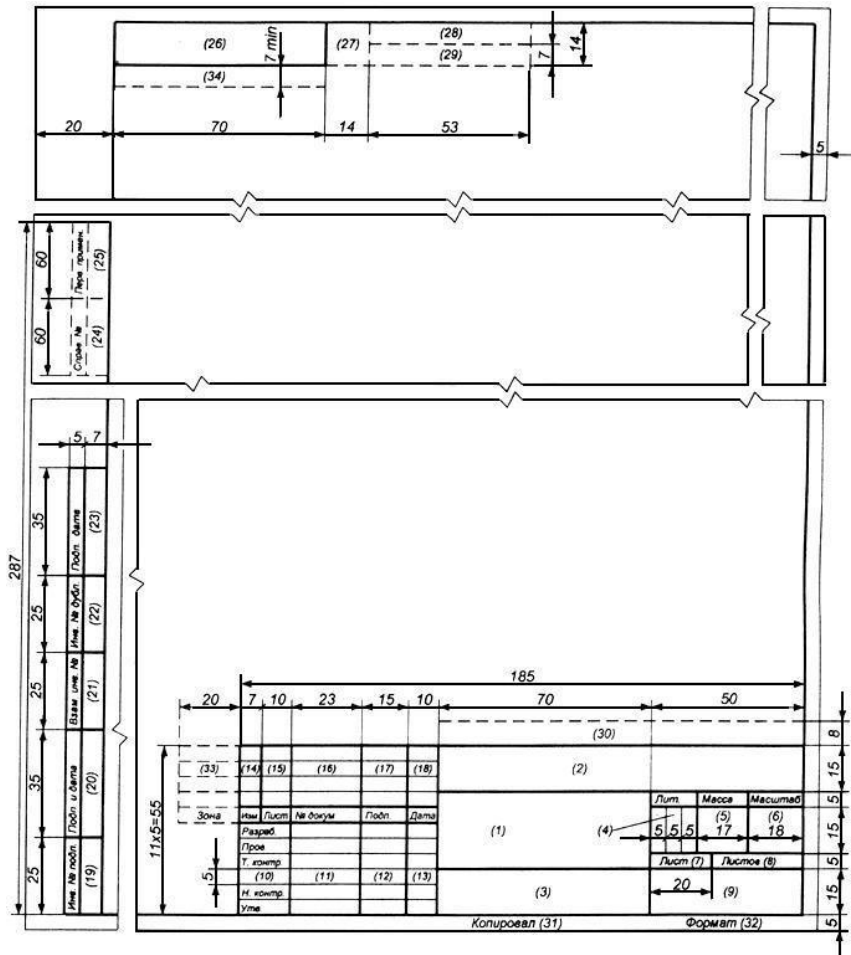 (26)
7 min
(27)
(28)
(29)
7
14
(34)
20
70
14
53
5
60
Перв примен.
(25)
60
Справ №
(24)
287
5 7
35
Подп. дата
(23)
25
Инв. № дубл.
(22)
25
Взам инв. №
(21)
35
Подп и дата
(20)
25
Инв. № подп.
(19)
185
20 7 10 23 15 10 70 50
(30)
8
(33) (14) (15) (16) (17) (18)
(2)
15
11х5=55
Лит. Масса Масштаб
5
Зона Изм Лист № докум Подп. Дата
(1)
(4)
(5) (6)
5 5 5 17 18
15
Разраб.
Пров
Т. контр.
Лист (7) Листов (8)
5
5
(10) (11) (12) (13)
(3)
20
(9)
15
Н. контр.
Утв
Копировал (31) Формат (32)
5